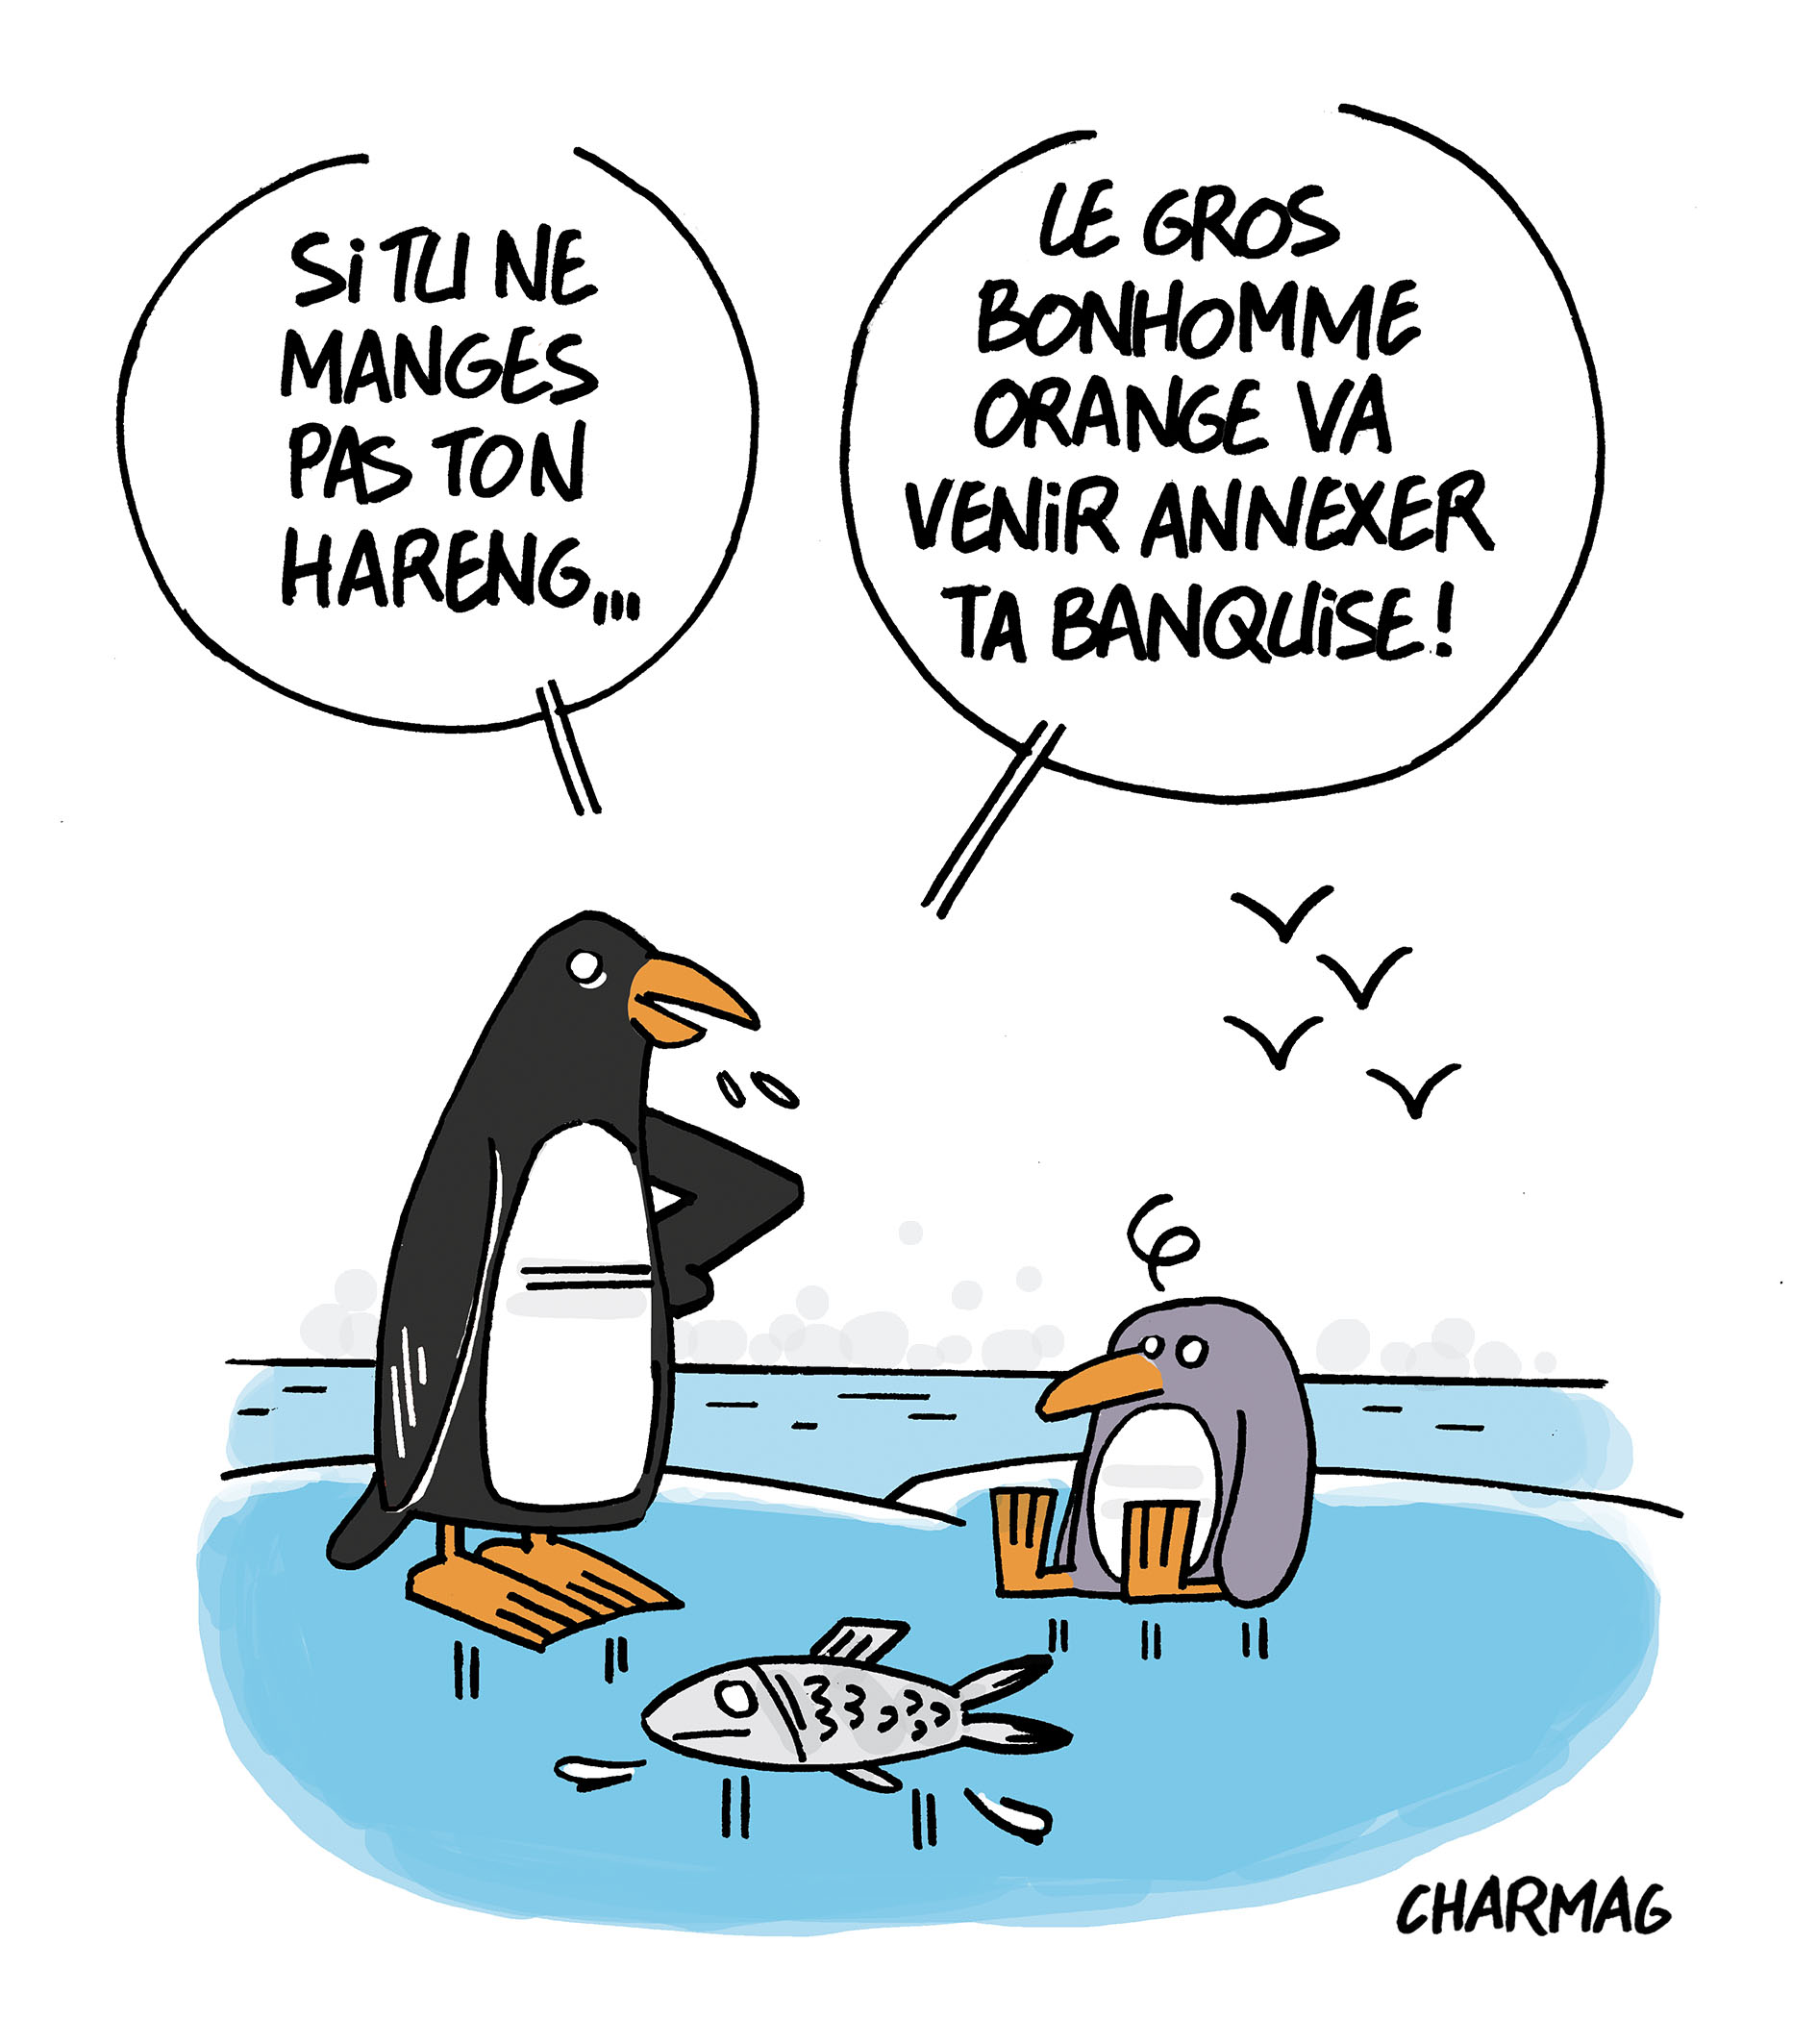 Si TU NE
MANGES
PAS TON
HARENG...
LE GROS
BONHOMME
ORANGE VA
VENiR ANNEXER
TA BANQUiSE!
CHARMAG